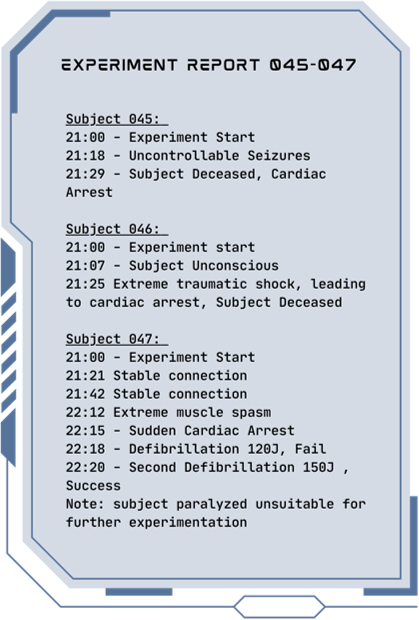 EXPERIMENT REPORT 045-047
Subject 045:
21:00 - Experiment Start
21:18 - Uncontrollable Seizures
21:29 - Subject Deceased, Cardiac
Arrest
Subject 046:
21:00 - Experiment start
21:07 - Subject Unconscious
21:25 Extreme traumatic shock, leading
to cardiac arrest, Subject Deceased
Subject 047:
21:00 - Experiment Start
21:21 Stable connection
21:42 Stable connection
22:12 Extreme muscle spasm
22:15 - Sudden Cardiac Arrest
22:18 - Defibrillation 120J, Fail
22:20 - Second Defibrillation 150J ,
Success
Note: subject paralyzed unsuitable for
further experimentation